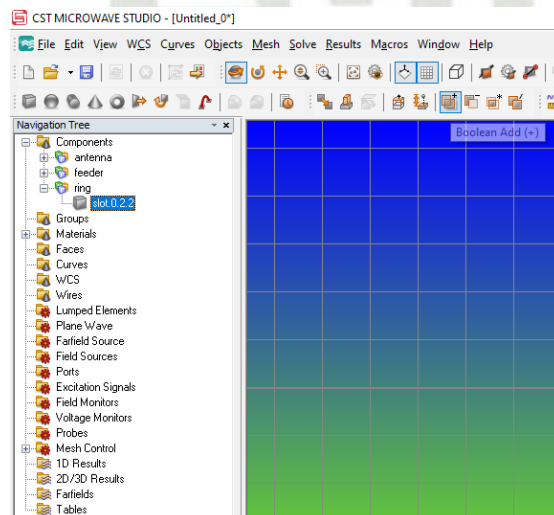 CST MICROWAVE STUDIO - [Untitled_0*]
File Edit View WCS Curves Objects Mesh Solve Results Macros Window Help
Navigation Tree
Boolean Add (+)
Components
antenna
feeder
ring
slot.0.2.2
Groups
Materials
Faces
Curves
WCS
Wires
Lumped Elements
Plane Wave
Farfield Source
Field Sources
Ports
Excitation Signals
Field Monitors
Voltage Monitors
Probes
Mesh Control
1D Results
2D/3D Results
Farfields
Tables